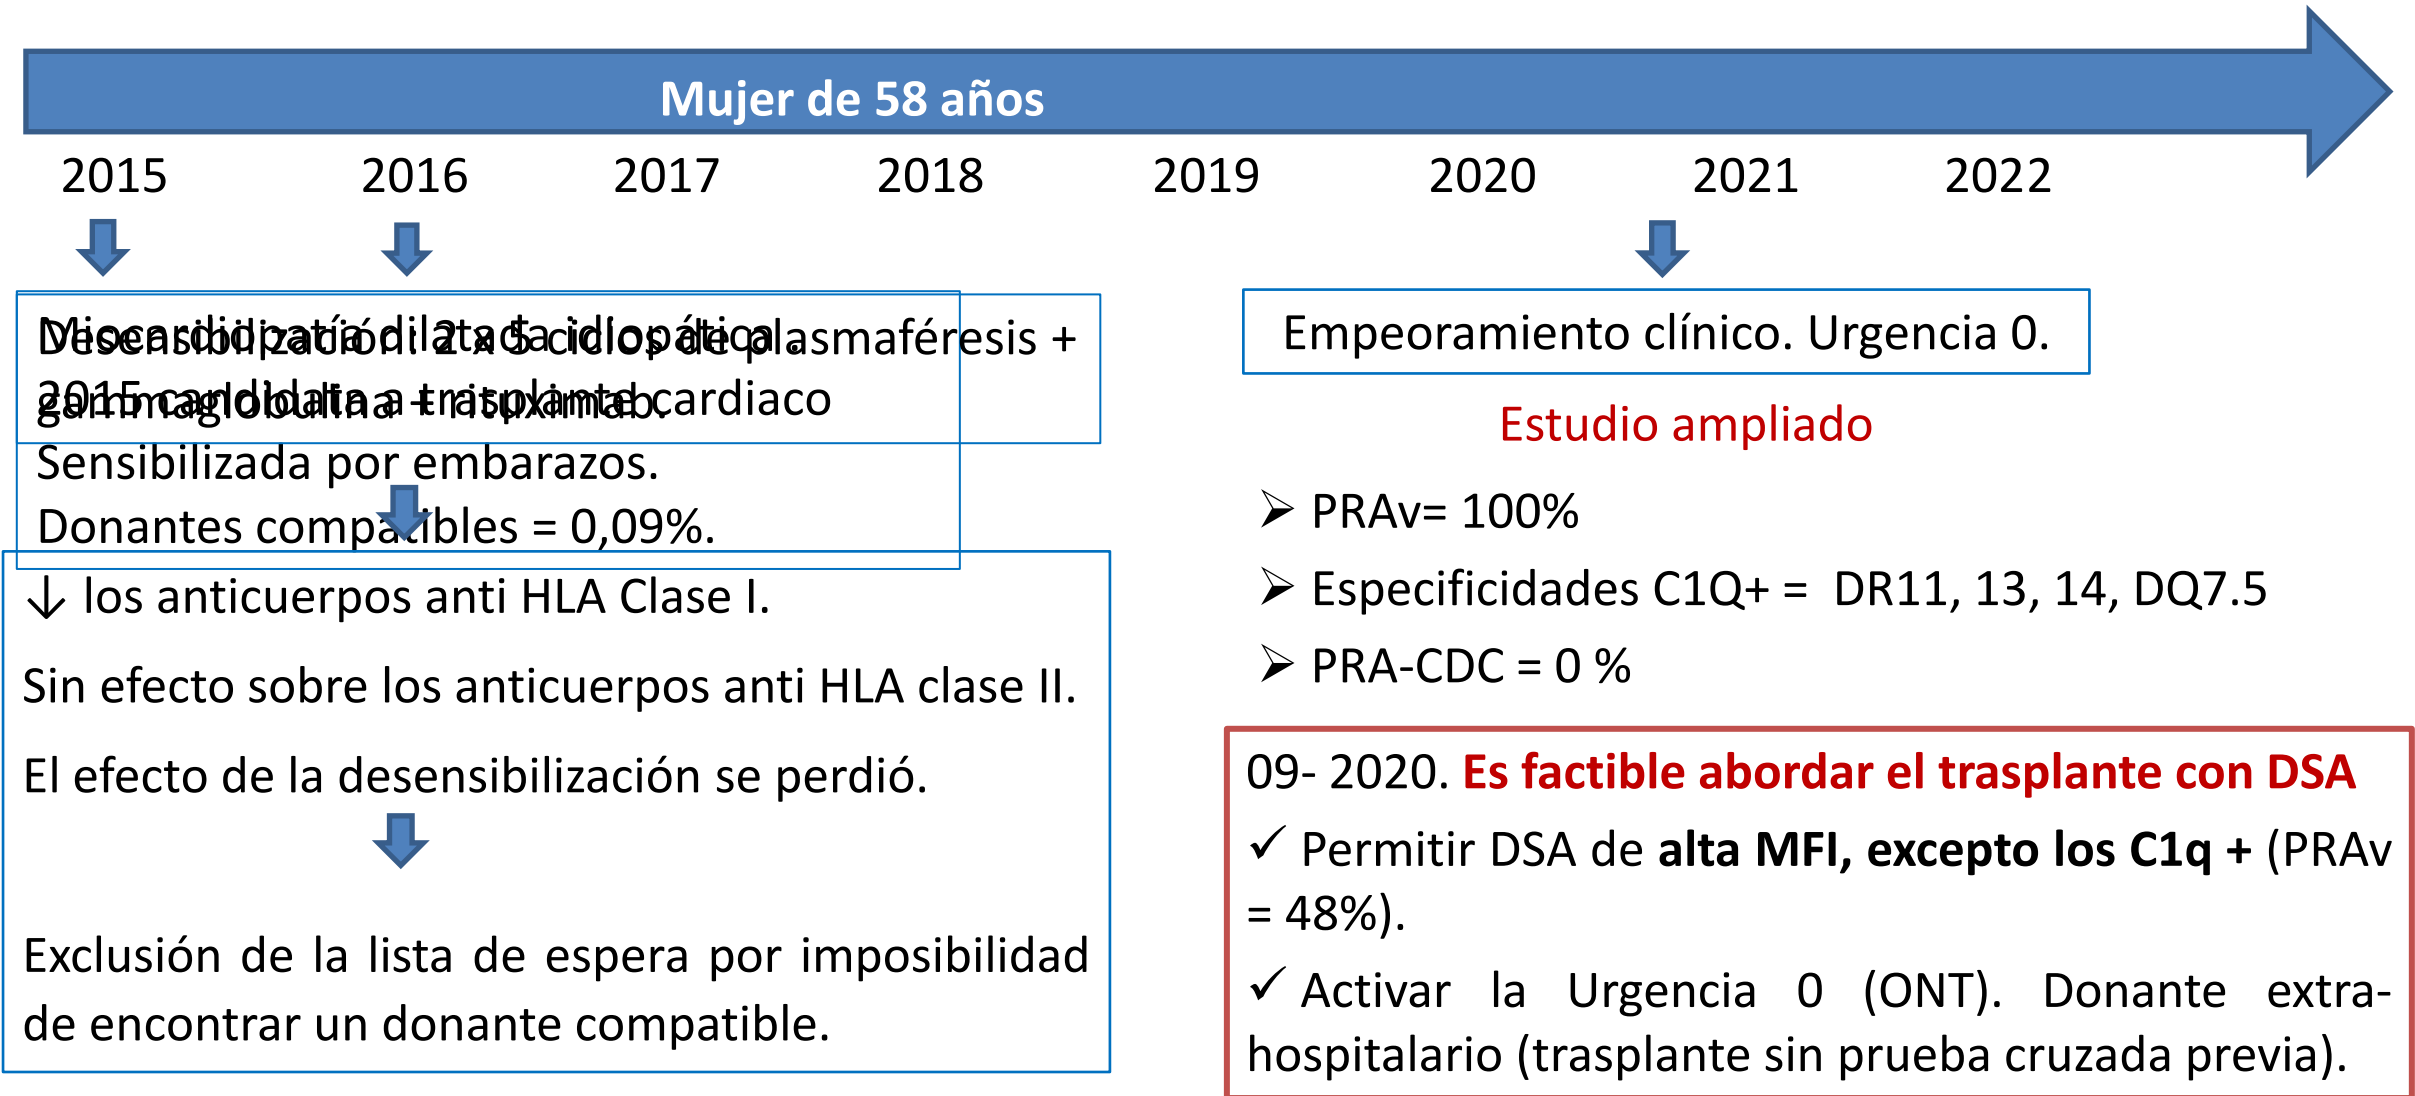 Mujer de 58 años
2015 2016 2017 2018 2019 2020 2021 2022
Miocardiopatía dilatada idiopática.
2015 candidata a trasplante cardiaco
Sensibilizada por embarazos.
Donantes compatibles = 0,09%.
Desensibilización: 2 x 5 ciclos de plasmaféresis +
gammaglobulina + rituximab.
↓ los anticuerpos anti HLA Clase I.
Sin efecto sobre los anticuerpos anti HLA clase II.
El efecto de la desensibilización se perdió.
Exclusión de la lista de espera por imposibilidad
de encontrar un donante compatible.
Empeoramiento clínico. Urgencia 0.
Estudio ampliado
➢ PRAv= 100%
➢ Especificidades C1Q+ = DR11, 13, 14, DQ7.5
➢ PRA-CDC = 0 %
09- 2020. Es factible abordar el trasplante con DSA
✓ Permitir DSA de alta MFI, excepto los C1q + (PRAv
= 48%).
✓ Activar la Urgencia 0 (ONT). Donante extra-
hospitalario (trasplante sin prueba cruzada previa).